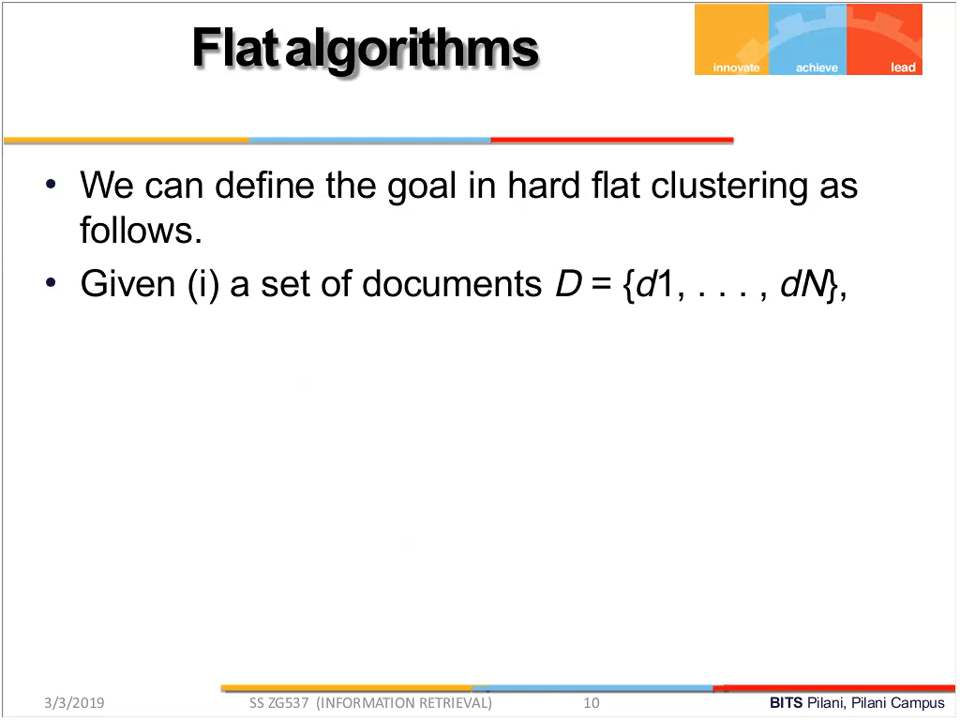 Flat algorithms
innovate achieve lead
• We can define the goal in hard flat clustering as
follows.
• Given (i) a set of documents D = {d1, . . . , dN},
3/3/2019 SS ZG537 (INFORMATION RETRIEVAL) 10 BITS Pilani, Pilani Campus